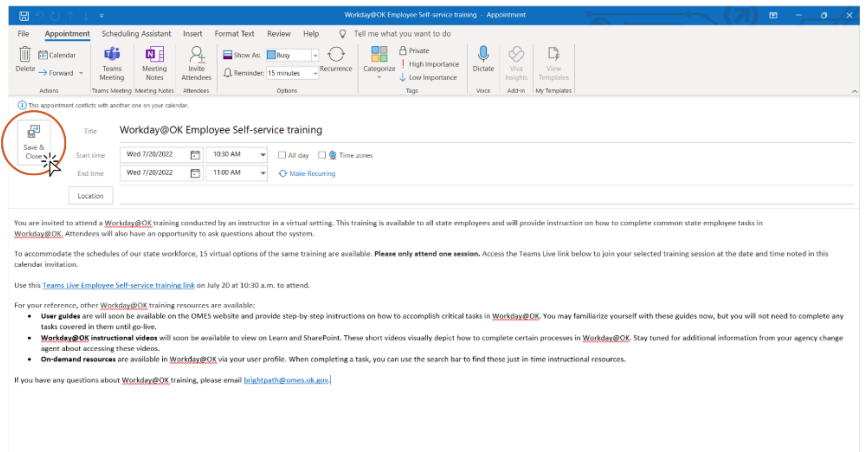 Workday@OK Employee Self-service training - Appointment
File Appointment Scheduling Assistant Insert Format Text Review Help Tell me what you want to do
Delete
Calendar
Forward
Actions
Teams Meeting
Teams Meeting
Meeting Notes
Meeting Notes
Invite Attendees
Attendees
Show As: Busy
Reminder: 15 minutes
Recurrence
Options
Categorize
Private
High Importance
Low Importance
Tags
Dictate
Voice
Viva Insights
Add-in
View Templates
My Templates
This appointment conflicts with another one on your calendar.
Save & Close
Title Workday@OK Employee Self-service training
Start time Wed 7/20/2022 10:30 AM All day Time zones
End time Wed 7/20/2022 11:00 AM Make Recurring
Location
You are invited to attend a Workday@OK training conducted by an instructor in a virtual setting. This training is available to all state employees and will provide instruction on how to complete common state employee tasks in
Workday@OK. Attendees will also have an opportunity to ask questions about the system.
To accommodate the schedules of our state workforce, 15 virtual options of the same training are available. Please only attend one session. Access the Teams Live link below to join your selected training session at the date and time noted in this
calendar invitation.
Use this Teams Live Employee Self-service training link on July 20 at 10:30 a.m. to attend.
For your reference, other Workday@OK training resources are available:
• User guides are will soon be available on the OMES website and provide step-by-step instructions on how to accomplish critical tasks in Workday@OK. You may familiarize yourself with these guides now, but you will not need to complete any
tasks covered in them until go-live.
• Workday@OK instructional videos will soon be available to view on Learn and SharePoint. These short videos visually depict how to complete certain processes in Workday@OK. Stay tuned for additional information from your agency change
agent about accessing these videos.
• On-demand resources are available in Workday@OK via your user profile. When completing a task, you can use the search bar to find these just-in-time instructional resources.
If you have any questions about Workday@OK training, please email brightpath@omes.ok.gov.